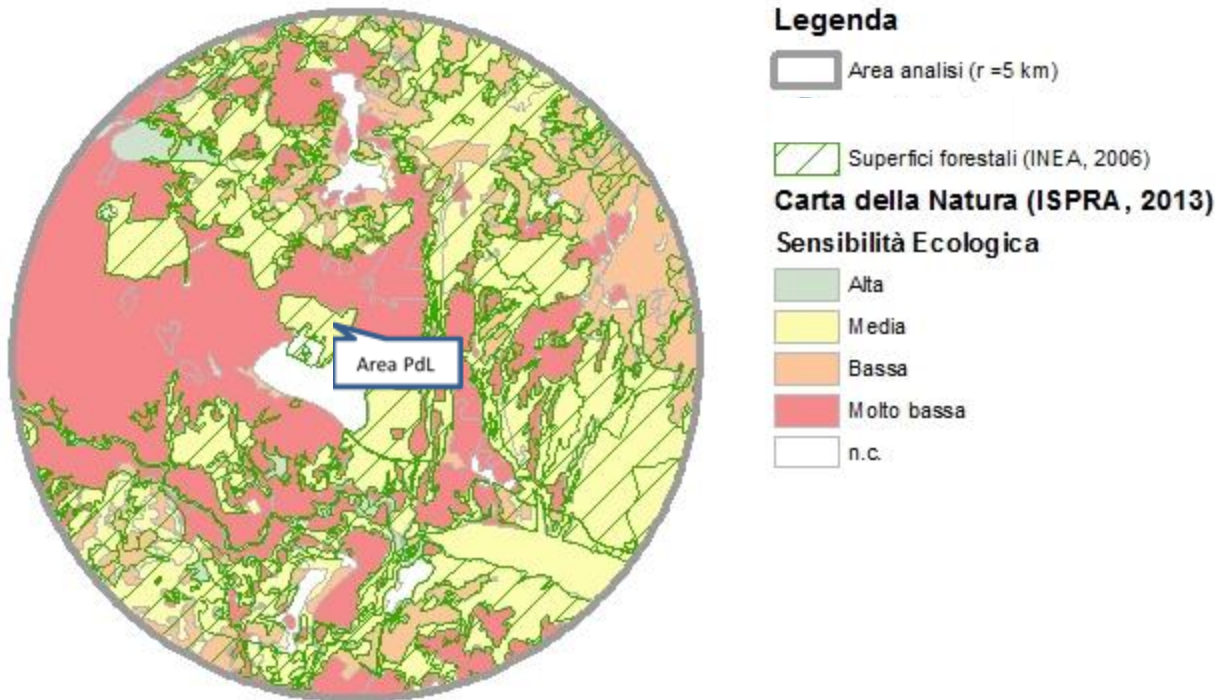 Legenda
Area analisi (r =5 km)
Superfici forestali (INEA, 2006)
Carta della Natura (ISPRA, 2013)
Sensibilità Ecologica
Alta
Media
Bassa
Molto bassa
n.c.
Area PdL